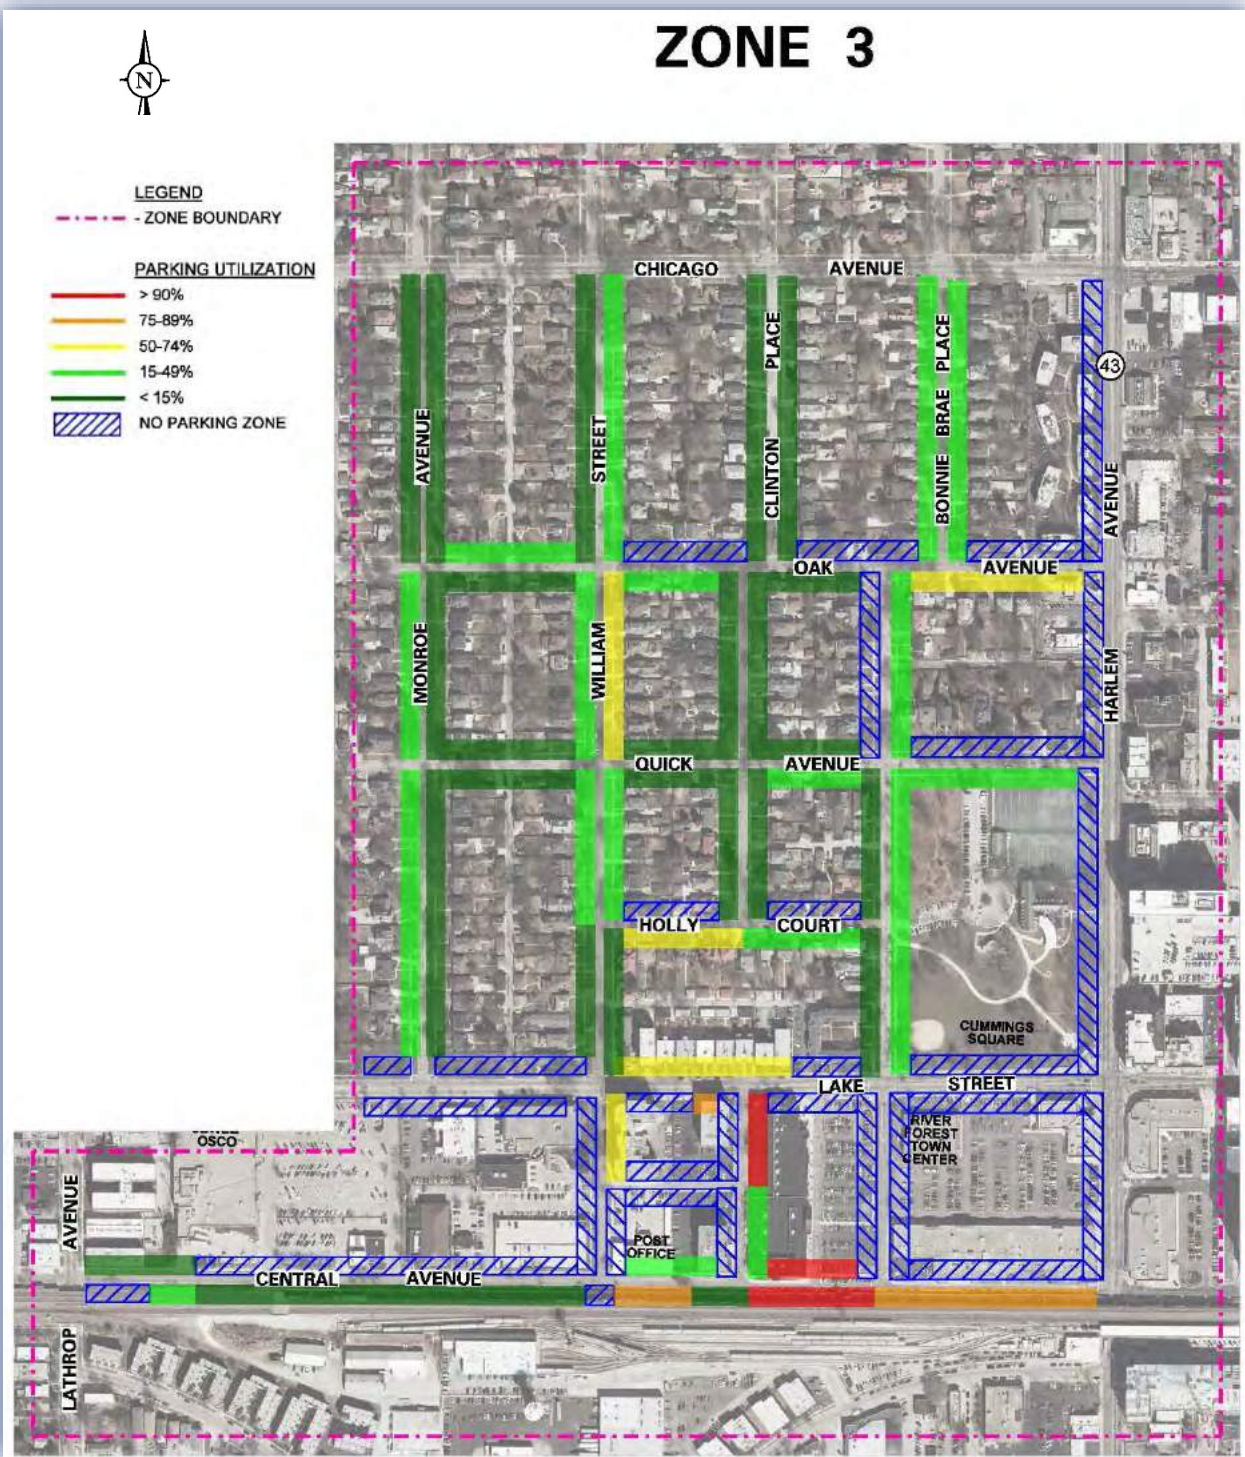 ZONE 3
N
LEGEND
- ZONE BOUNDARY
PARKING UTILIZATION
> 90%
75-89%
50-74%
15-49%
< 15%
NO PARKING ZONE
CHICAGO AVENUE
AVENUE
STREET
CLINTON PLACE
BONNIE BRAE PLACE
43
AVENUE
OAK AVENUE
MONROE
WILLIAM
HARLEM
QUICK AVENUE
HOLLY COURT
CUMMINGS
SQUARE
LAKE STREET
OSCO
RIVER
FOREST
TOWN
CENTER
AVENUE
POST
OFFICE
CENTRAL AVENUE
LATHROP